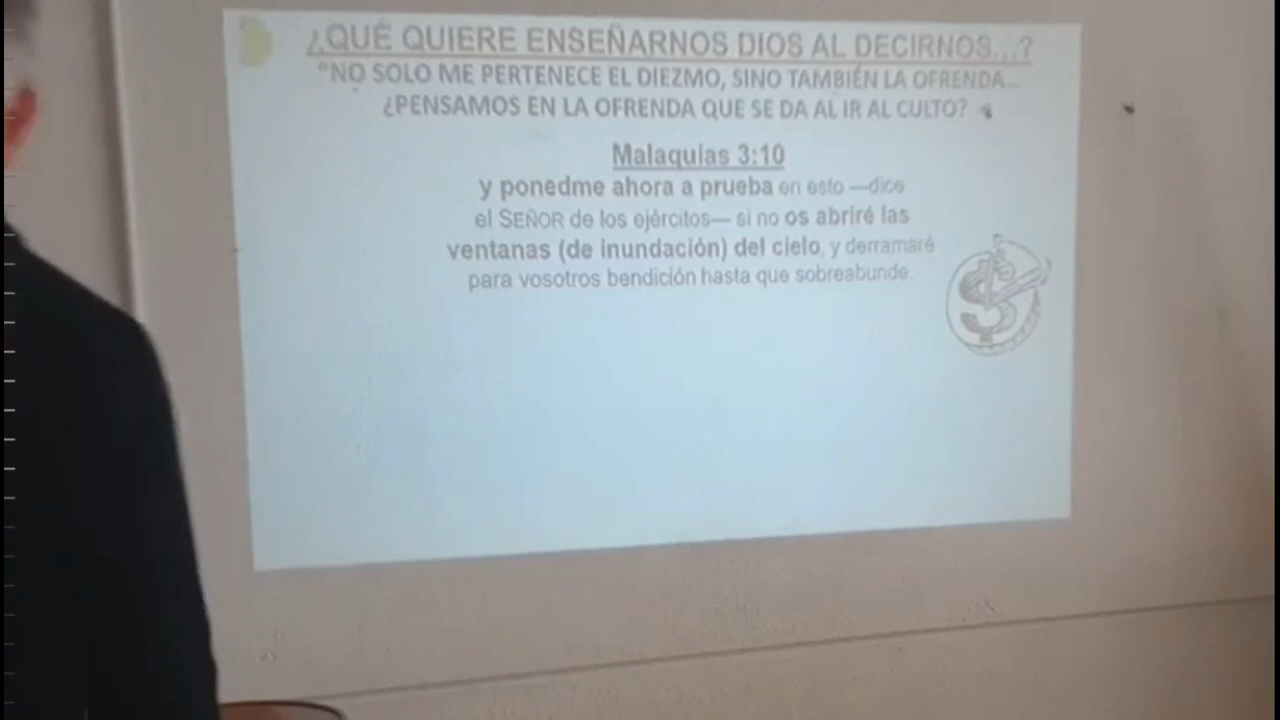 ¿QUÉ QUIERE ENSEÑARNOS DIOS AL DECIRNOS...?
"NO SOLO ME PERTENECE EL DIEZMO, SINO TAMBIÉN LA OFRENDA...
¿PENSAMOS EN LA OFRENDA QUE SE DA AL IR AL CULTO?
Malaquías 3:10
y ponedme ahora a prueba en esto —dice
el SEÑOR de los ejércitos— si no os abriré las
ventanas (de inundación) del cielo, y derramaré
para vosotros bendición hasta que sobreabunde.